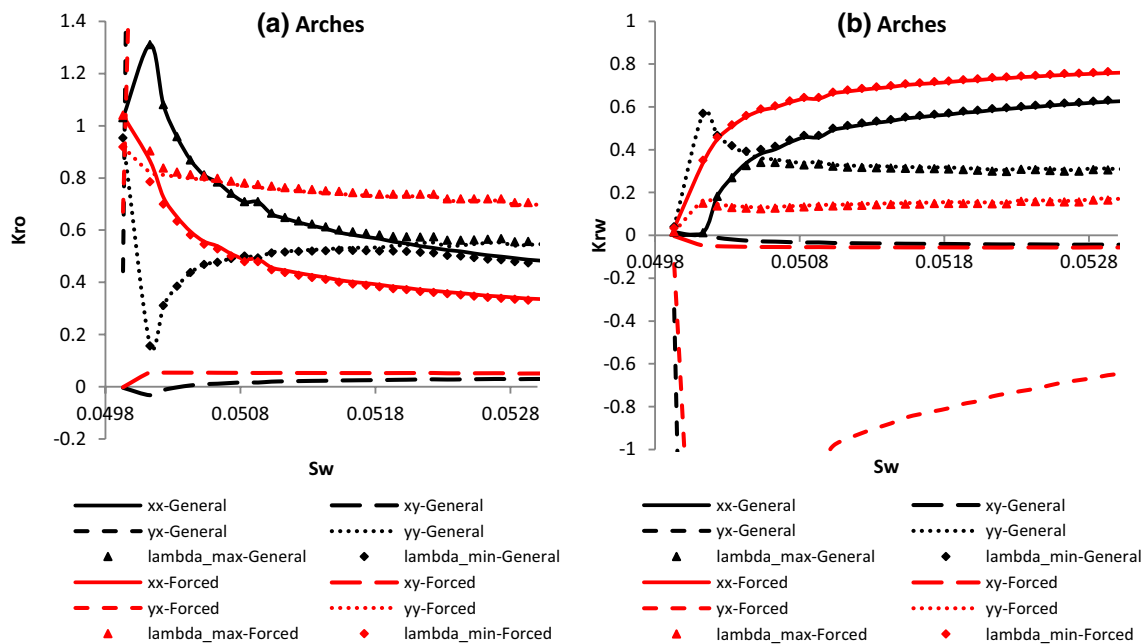 (a) Arches
1.4
1.2
1
0.8
0.6
0.4
0.2
0
-0.2
Kro
0.0498 0.0508 0.0518 0.0528
Sw
xx-General xy-General
yx-General yy-General
lambda_max-General lambda_min-General
xx-Forced xy-Forced
yx-Forced yy-Forced
lambda_max-Forced lambda_min-Forced
(b) Arches
1
0.8
0.6
0.4
0.2
0
-0.2
-0.4
-0.6
-0.8
-1
Krw
0.0498 0.0508 0.0518 0.0528
Sw
xx-General xy-General
yx-General yy-General
lambda_max-General lambda_min-General
xx-Forced xy-Forced
yx-Forced yy-Forced
lambda_max-Forced lambda_min-Forced